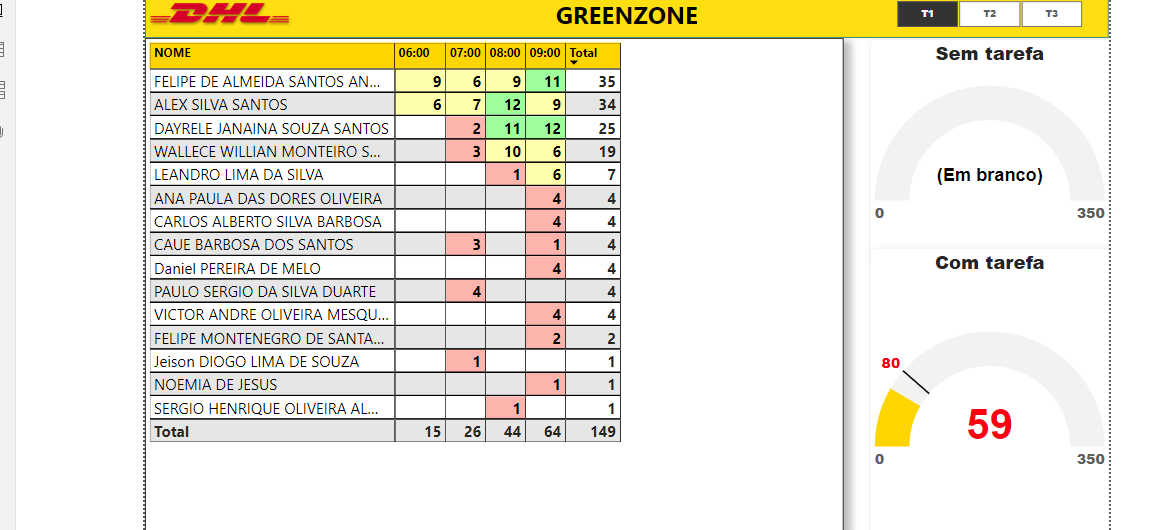 DHL GREENZONE T1 T2 T3
NOME 06:00 07:00 08:00 09:00 Total
FELIPE DE ALMEIDA SANTOS AN... 9 6 9 11 35
ALEX SILVA SANTOS 6 7 12 9 34
DAYRELE JANAINA SOUZA SANTOS 2 11 12 25
WALLECE WILLIAN MONTEIRO S... 3 10 6 19
LEANDRO LIMA DA SILVA 1 6 7
ANA PAULA DAS DORES OLIVEIRA 4 4
CARLOS ALBERTO SILVA BARBOSA 4 4
CAUE BARBOSA DOS SANTOS 3 1 4
Daniel PEREIRA DE MELO 4 4
PAULO SERGIO DA SILVA DUARTE 4 4
VICTOR ANDRE OLIVEIRA MESQU... 4 4
FELIPE MONTENEGRO DE SANTA... 2 2
Jeison DIOGO LIMA DE SOUZA 1 1
NOEMIA DE JESUS 1 1
SERGIO HENRIQUE OLIVEIRA AL... 1 1
Total 15 26 44 64 149
Sem tarefa
(Em branco)
0 350
Com tarefa
80
59
0 350